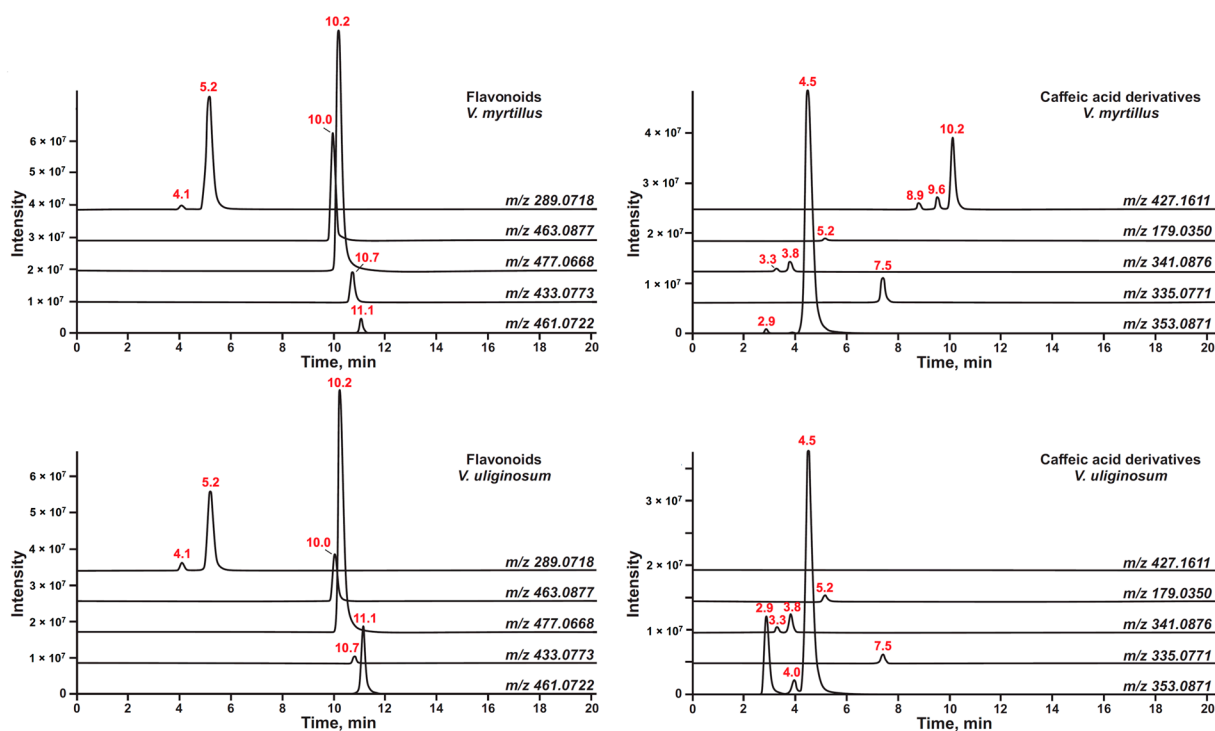 10.2
5.2
10.0
4.1
10.7
11.1
Flavonoids
V. myrtillus
6 × 10⁷
5 × 10⁷
4 × 10⁷
3 × 10⁷
2 × 10⁷
1 × 10⁷
0
Intensity
m/z 289.0718
m/z 463.0877
m/z 477.0668
m/z 433.0773
m/z 461.0722
0 2 4 6 8 10 12 14 16 18 20
Time, min
4.5
10.2
8.9
9.6
5.2
3.3
3.8
7.5
2.9
Caffeic acid derivatives
V. myrtillus
4 × 10⁷
3 × 10⁷
2 × 10⁷
1 × 10⁷
0
Intensity
m/z 427.1611
m/z 179.0350
m/z 341.0876
m/z 335.0771
m/z 353.0871
0 2 4 6 8 10 12 14 16 18 20
Time, min
10.2
5.2
4.1
10.0
11.1
10.7
Flavonoids
V. uliginosum
6 × 10⁷
5 × 10⁷
4 × 10⁷
3 × 10⁷
2 × 10⁷
1 × 10⁷
0
Intensity
m/z 289.0718
m/z 463.0877
m/z 477.0668
m/z 433.0773
m/z 461.0722
0 2 4 6 8 10 12 14 16 18 20
Time, min
4.5
5.2
2.9
3.8
3.3
7.5
4.0
Caffeic acid derivatives
V. uliginosum
3 × 10⁷
2 × 10⁷
1 × 10⁷
0
Intensity
m/z 427.1611
m/z 179.0350
m/z 341.0876
m/z 335.0771
m/z 353.0871
0 2 4 6 8 10 12 14 16 18 20
Time, min